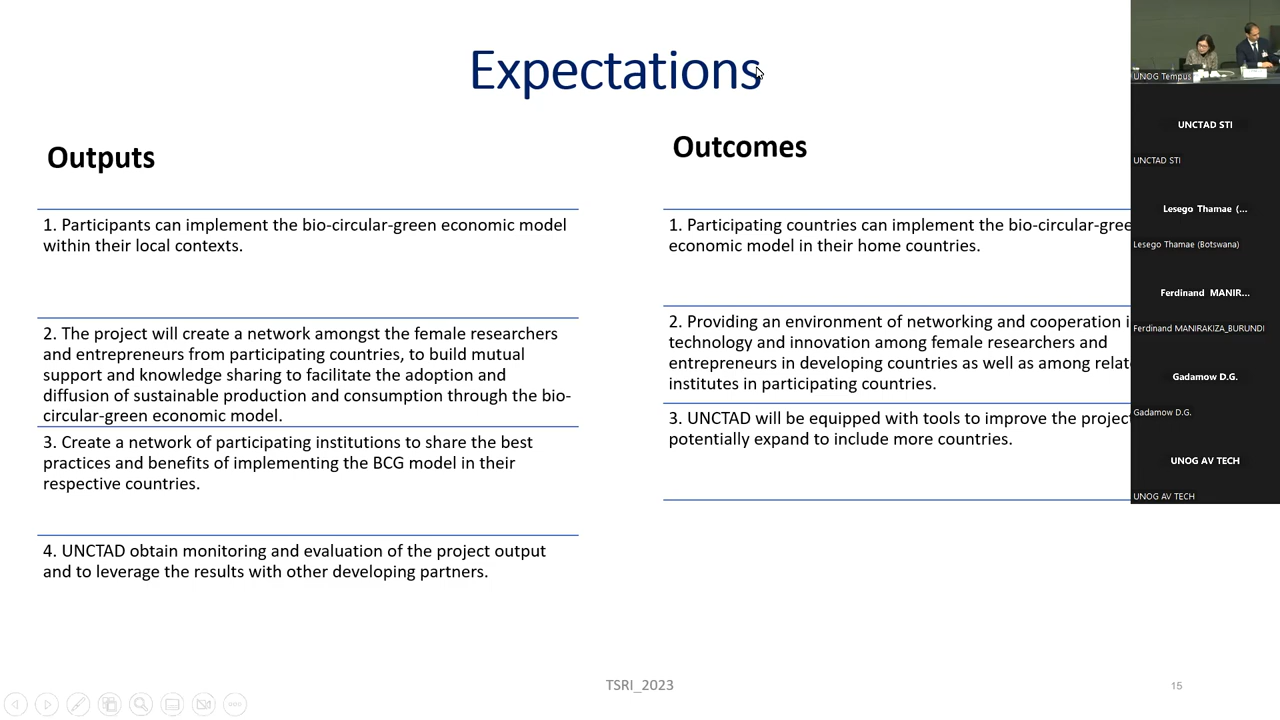 Expectations
Outputs
1. Participants can implement the bio-circular-green economic model
within their local contexts.
2. The project will create a network amongst the female researchers
and entrepreneurs from participating countries, to build mutual
support and knowledge sharing to facilitate the adoption and
diffusion of sustainable production and consumption through the bio-
circular-green economic model.
3. Create a network of participating institutions to share the best
practices and benefits of implementing the BCG model in their
respective countries.
4. UNCTAD obtain monitoring and evaluation of the project output
and to leverage the results with other developing partners.
Outcomes
1. Participating countries can implement the bio-circular-gree
economic model in their home countries.
2. Providing an environment of networking and cooperation i
technology and innovation among female researchers and
entrepreneurs in developing countries as well as among relat
institutes in participating countries.
3. UNCTAD will be equipped with tools to improve the project
potentially expand to include more countries.
TSRI_2023
15
UNOG Tempus
UNCTAD STI
UNCTAD STI
Lesego Thamae (...
Lesego Thamae (Botswana)
Ferdinand MANIR...
Ferdinand MANIRAKIZA_BURUNDI
Gadamow D.G.
Gadamow D.G.
UNOG AV TECH
UNOG AV TECH